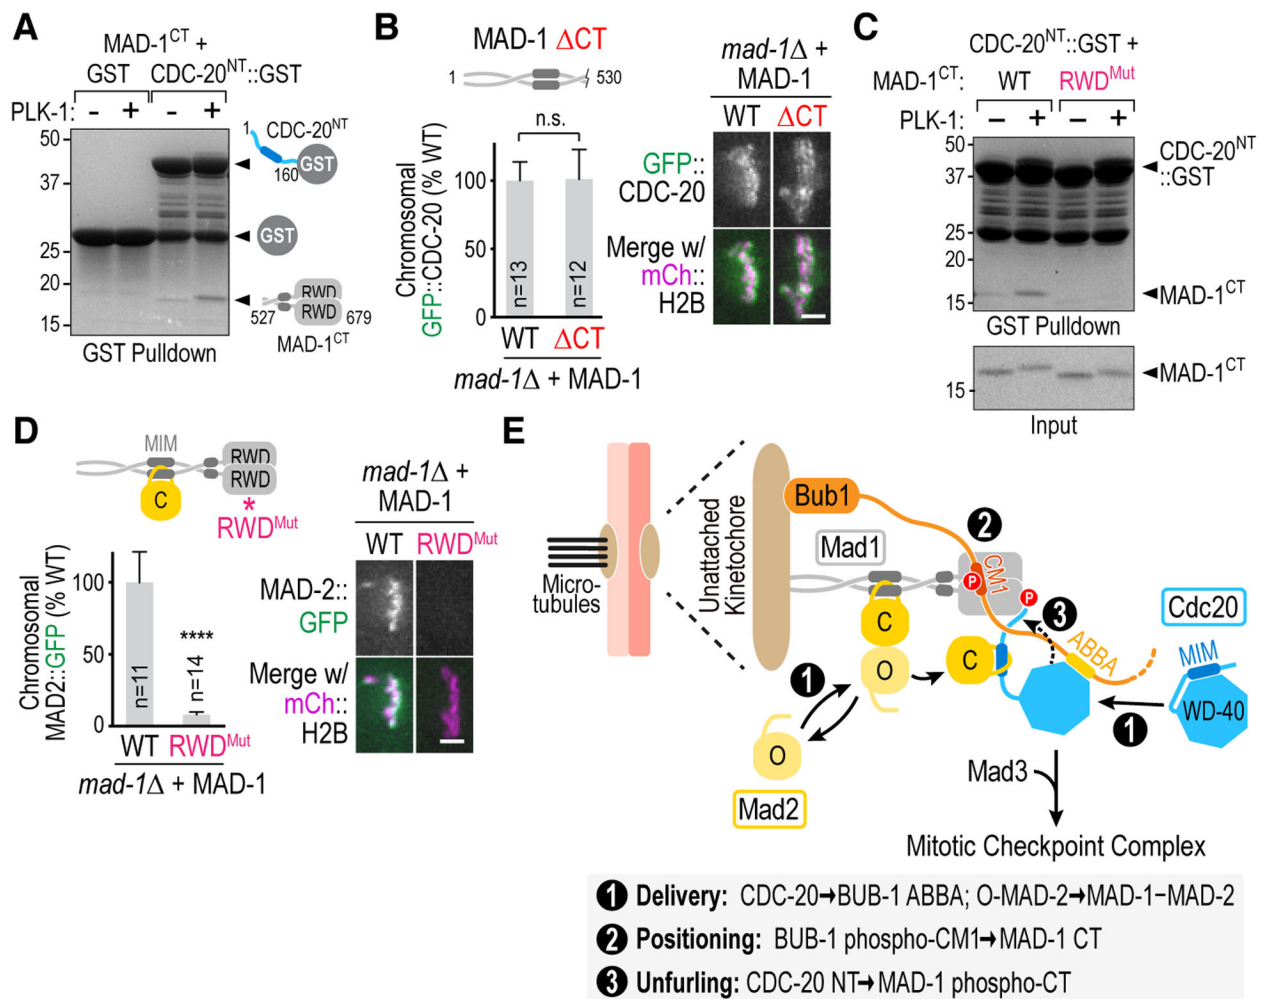 A
MAD-1CT +
GST CDC-20NT::GST
PLK-1: - + - +
50
37
25
20
15
1
CDC-20NT
160
GST
GST
RWD
RWD
527 679
MAD-1CT
GST Pulldown
B
MAD-1 ΔCT
1 530
n.s.
Chromosomal
GFP::CDC-20 (% WT)
100
50
0
n=13
n=12
WT ΔCT
mad-1Δ + MAD-1
mad-1Δ +
MAD-1
WT ΔCT
GFP::
CDC-20
Merge w/
mCh::
H2B
C
CDC-20NT::GST +
MAD-1CT: WT RWDMut
PLK-1: − + − +
50
37
25
20
15
CDC-20NT
::GST
MAD-1CT
GST Pulldown
15
MAD-1CT
Input
D
MIM
RWD
RWD
C
*
RWDMut
Chromosomal
MAD2::GFP (% WT)
100
50
0
****
n=11
n=14
WT RWDMut
mad-1Δ + MAD-1
mad-1Δ +
MAD-1
WT RWDMut
MAD-2::
GFP
Merge w/
mCh::
H2B
E
Micro-
tubules
Unattached
Kinetochore
Bub1
2
Mad1
CM1
P
P
3
Cdc20
C
C
ABBA
MIM
O
WD-40
1
1
O
Mad2
Mad3
Mitotic Checkpoint Complex
1 Delivery: CDC-20→BUB-1 ABBA; O-MAD-2→MAD-1−MAD-2
2 Positioning: BUB-1 phospho-CM1→MAD-1 CT
3 Unfurling: CDC-20 NT→MAD-1 phospho-CT